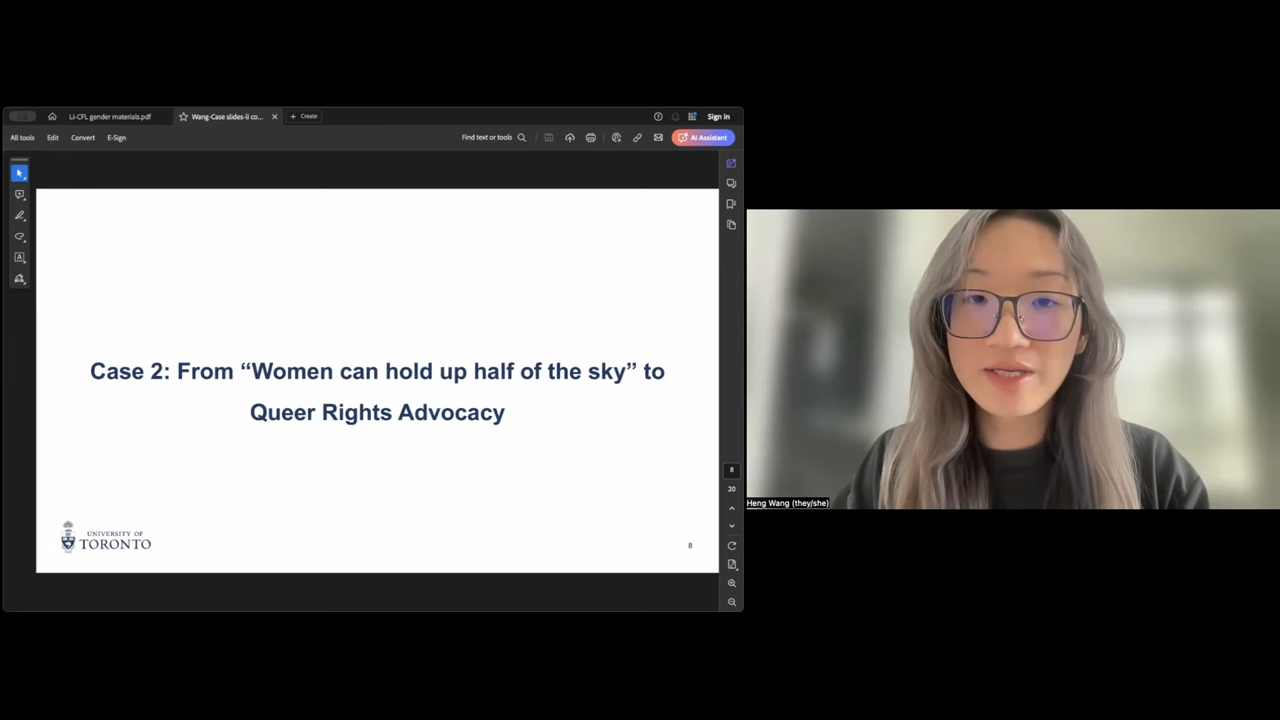 Li-CFL gender materials.pdf
Wang-Case slides-li co...
Create
Sign in
All tools
Edit
Convert
E-Sign
Find text or tools
AI Assistant
Case 2: From “Women can hold up half of the sky” to
Queer Rights Advocacy
UNIVERSITY OF
TORONTO
8
8
20
Heng Wang (they/she)